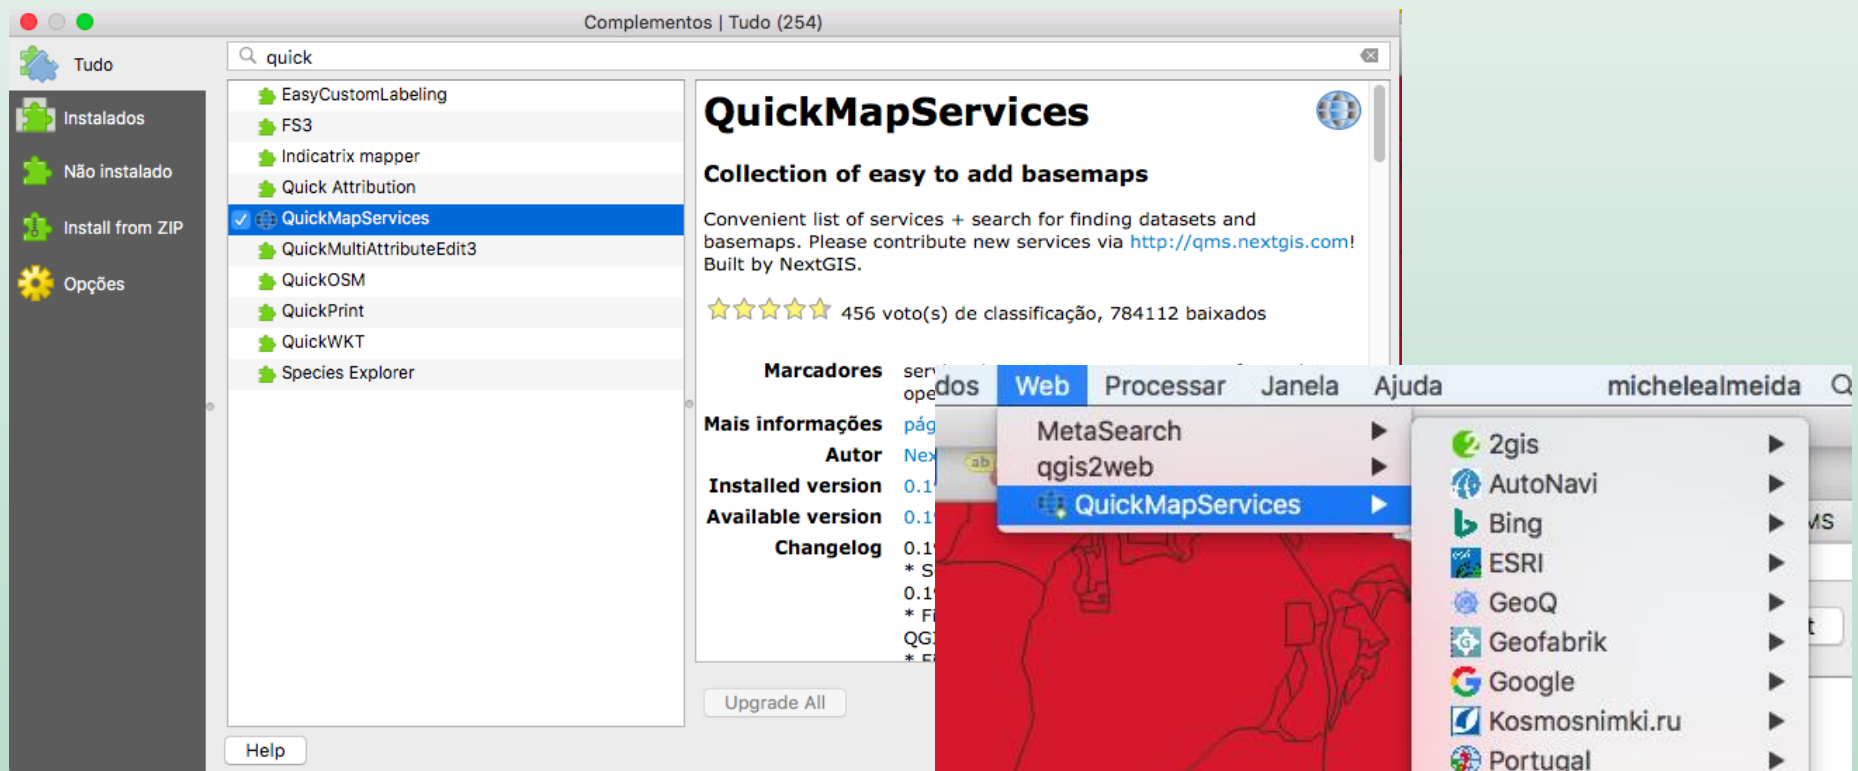 Complementos | Tudo (254)
Tudo
Instalados
Não instalado
Install from ZIP
Opções
quick
EasyCustomLabeling
FS3
Indicatrix mapper
Quick Attribution
QuickMapServices
QuickMultiAttributeEdit3
QuickOSM
QuickPrint
QuickWKT
Species Explorer
QuickMapServices
Collection of easy to add basemaps
Convenient list of services + search for finding datasets and
basemaps. Please contribute new services via http://qms.nextgis.com!
Built by NextGIS.
456 voto(s) de classificação, 784112 baixados
Marcadores
Mais informações
Autor
Installed version
Available version
Changelog
Upgrade All
Help
dos Web Processar Janela Ajuda michelealmeida
MetaSearch
qgis2web
QuickMapServices
2gis
AutoNavi
Bing
ESRI
GeoQ
Geofabrik
Google
Kosmosnimki.ru
Portugal
ab
MS